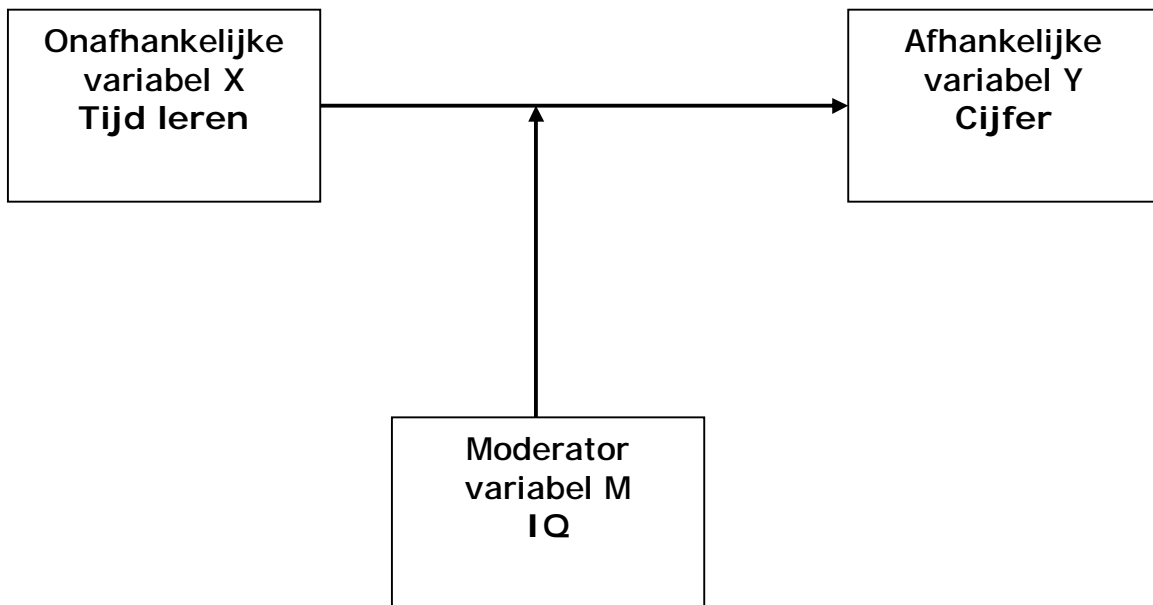 Onafhankelijke
variabel X
Tijd leren
Afhankelijke
variabel Y
Cijfer
Moderator
variabel M
IQ